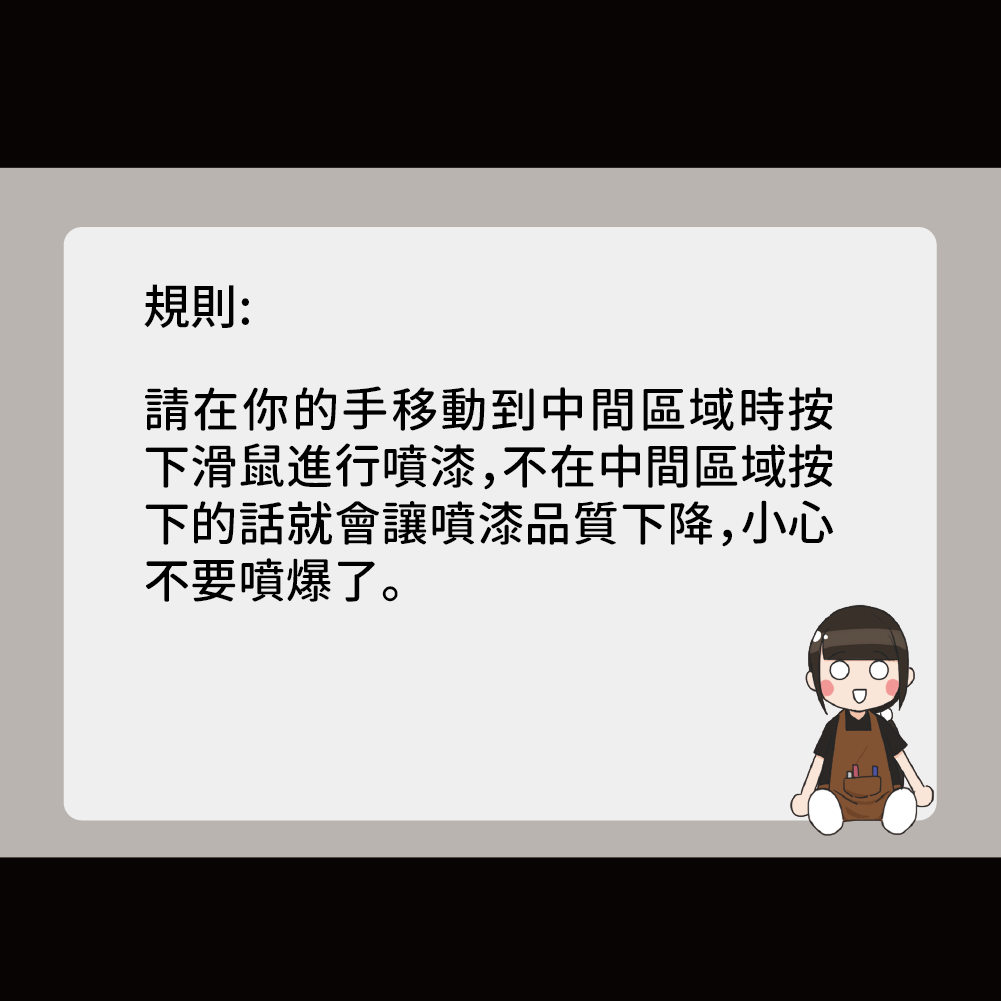 規則:
請在你的手移動到中間區域時按
下滑鼠進行噴漆,不在中間區域按
下的話就會讓噴漆品質下降,小心
不要噴爆了。